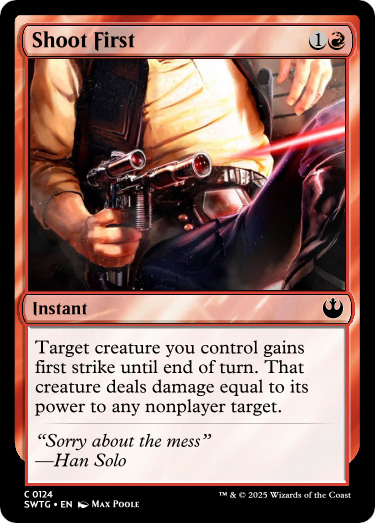 Shoot First 1
Instant
Target creature you control gains
first strike until end of turn. That
creature deals damage equal to its
power to any nonplayer target.
“Sorry about the mess”
—Han Solo
C 0124
SWTG • EN Max Poole
™ & © 2025 Wizards of the Coast